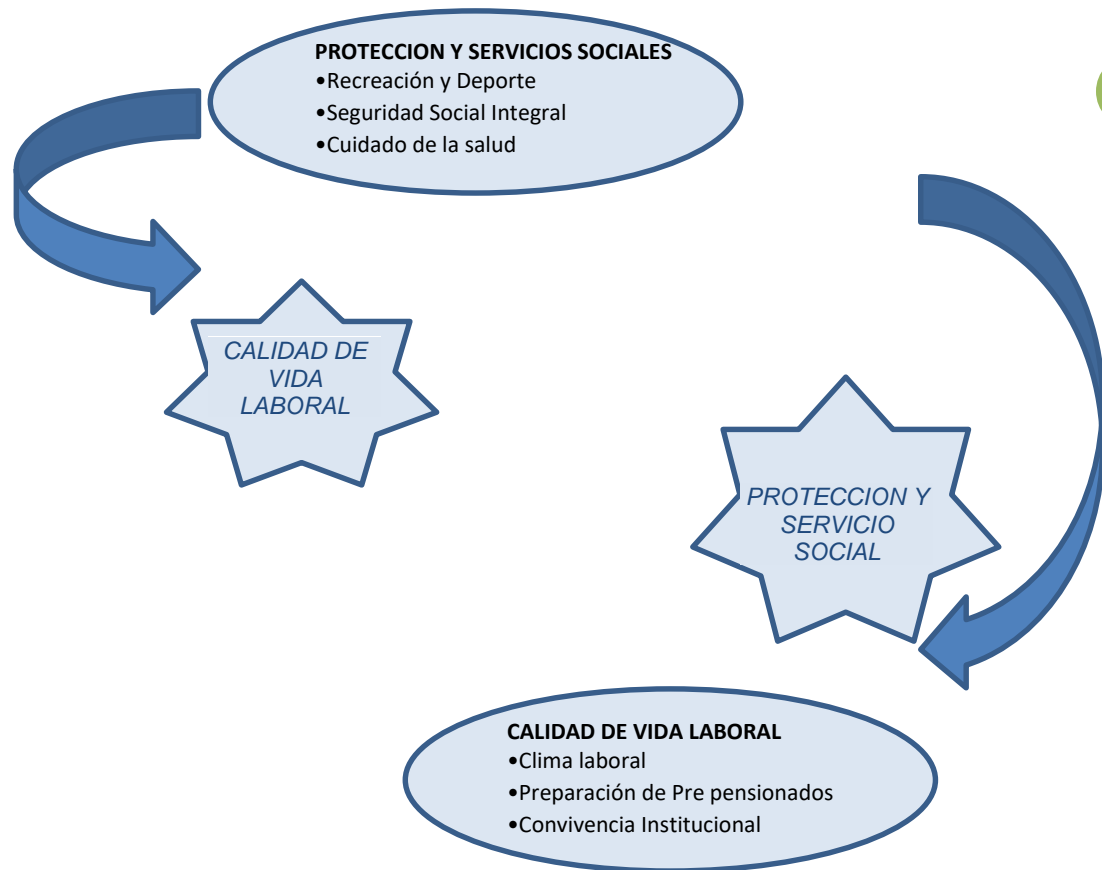 PROTECCION Y SERVICIOS SOCIALES
•Recreación y Deporte
•Seguridad Social Integral
•Cuidado de la salud
CALIDAD DE
VIDA
LABORAL
PROTECCION Y
SERVICIO
SOCIAL
CALIDAD DE VIDA LABORAL
•Clima laboral
•Preparación de Pre pensionados
•Convivencia Institucional